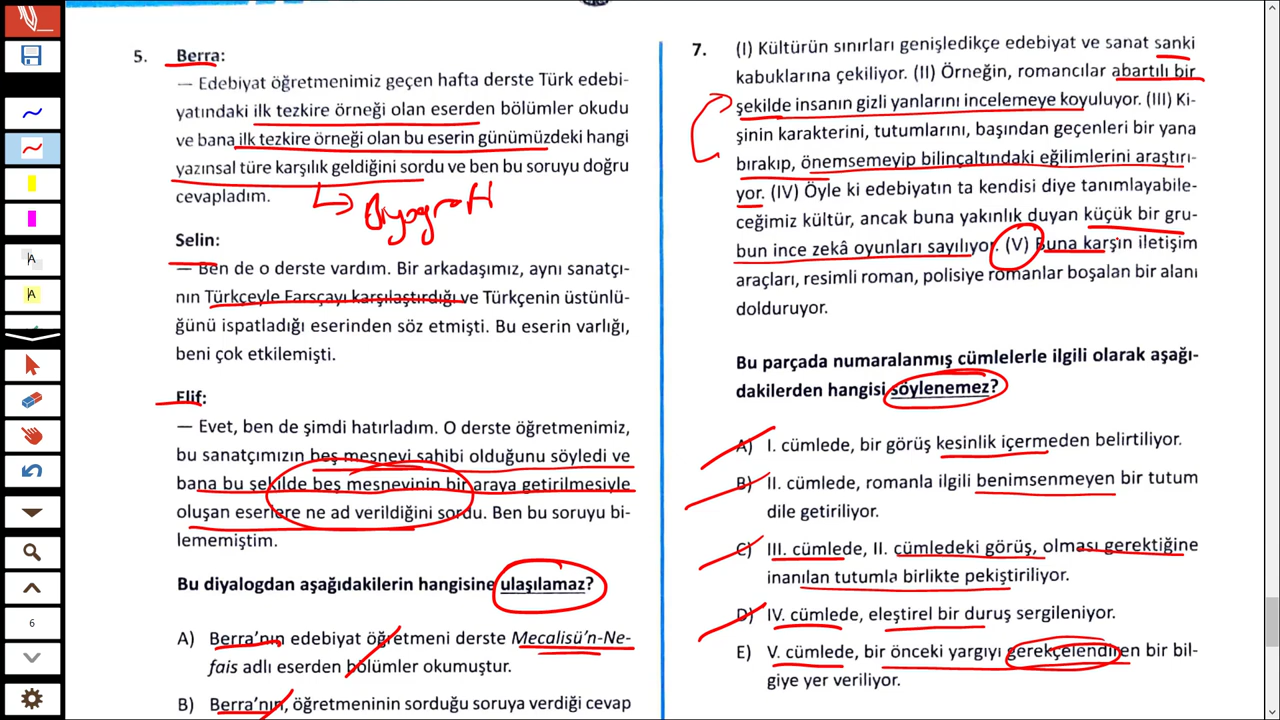 5. Berra:
— Edebiyat öğretmenimiz geçen hafta derste Türk edebi-
yatındaki ilk tezkire örneği olan eserden bölümler okudu
ve bana ilk tezkire örneği olan bu eserin günümüzdeki hangi
yazınsal türe karşılık geldiğini sordu ve ben bu soruyu doğru
cevapladım.
Biyografi
Selin:
— Ben de o derste vardım. Bir arkadaşımız, aynı sanatçı-
nın Türkçeyle Farsçayı karşılaştırdığı ve Türkçenin üstünlü-
ğünü ispatladığı eserinden söz etmişti. Bu eserin varlığı,
beni çok etkilemişti.
Elif:
— Evet, ben de şimdi hatırladım. O derste öğretmenimiz,
bu sanatçımızın beş mesnevi sahibi olduğunu söyledi ve
bana bu şekilde beş mesnevinin bir araya getirilmesiyle
oluşan eserlere ne ad verildiğini sordu. Ben bu soruyu bi-
lememiştim.
Bu diyalogdan aşağıdakilerin hangisine ulaşılamaz?
A) Berra'nın edebiyat öğretmeni derste Mecalisü'n-Ne-
fais adlı eserden bölümler okumuştur.
B) Berra'nın, öğretmeninin sorduğu soruya verdiği cevap
7. (I) Kültürün sınırları genişledikçe edebiyat ve sanat sanki
kabuklarına çekiliyor. (II) Örneğin, romancılar abartılı bir
şekilde insanın gizli yanlarını incelemeye koyuluyor. (III) Ki-
şinin karakterini, tutumlarını, başından geçenleri bir yana
bırakıp, önemsemeyip bilinçaltındaki eğilimlerini araştırı-
yor. (IV) Öyle ki edebiyatın ta kendisi diye tanımlayabile-
ceğimiz kültür, ancak buna yakınlık duyan küçük bir gru-
bun ince zekâ oyunları sayılıyor. (V) Buna karşın iletişim
araçları, resimli roman, polisiye romanlar boşalan bir alanı
dolduruyor.
Bu parçada numaralanmış cümlelerle ilgili olarak aşağı-
dakilerden hangisi söylenemez?
A) I. cümlede, bir görüş kesinlik içermeden belirtiliyor.
B) II. cümlede, romanla ilgili benimsenmeyen bir tutum
dile getiriliyor.
C) III. cümlede, II. cümledeki görüş, olması gerektiğine
inanılan tutumla birlikte pekiştiriliyor.
D) IV. cümlede, eleştirel bir duruş sergileniyor.
E) V. cümlede, bir önceki yargıyı gerekçelendiren bir bil-
giye yer veriliyor.
A
A
6